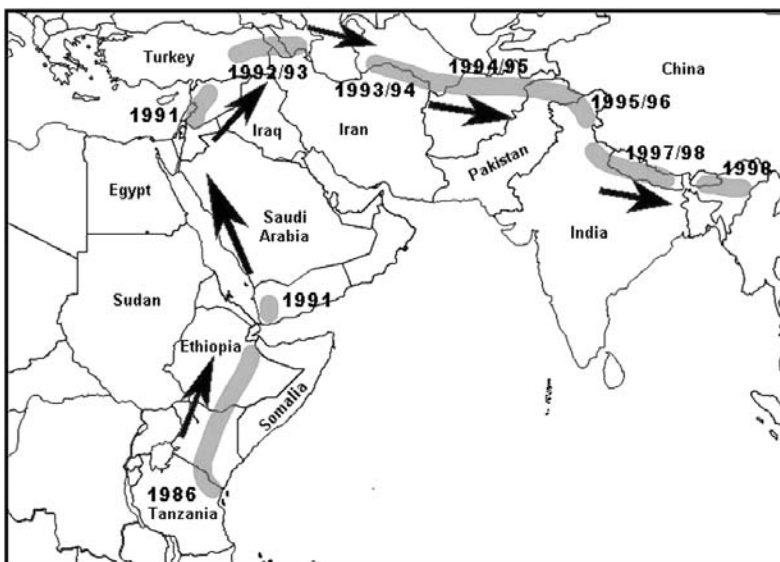 Turkey
1994/95
China
1992/93
1993/94
1991
1995/96
Iraq
Iran
1997/98
1998
Pakistan
Egypt
Saudi
Arabia
India
Sudan
1991
Ethiopia
Somalia
1986
Tanzania